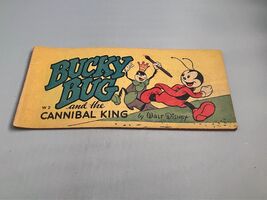 BUCKY
BUG
and the
W 2
CANNIBAL KING
by WALT DISNEY